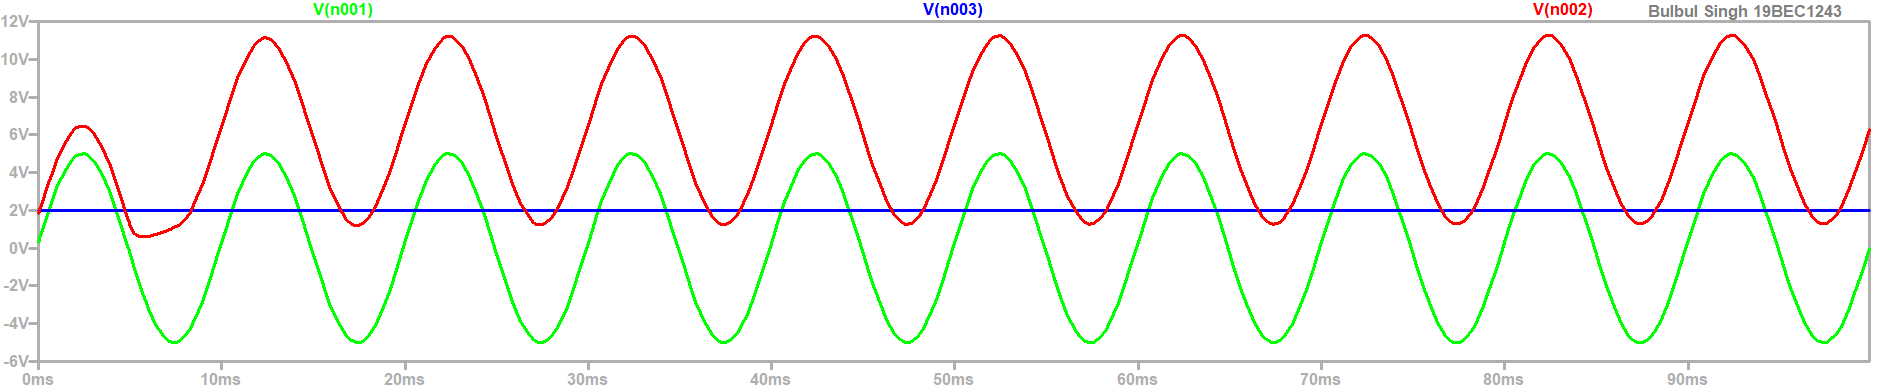 V(n001) V(n003) V(n002) Bulbul Singh 19BEC1243
12V
10V
8V
6V
4V
2V
0V
-2V
-4V
-6V
0ms 10ms 20ms 30ms 40ms 50ms 60ms 70ms 80ms 90ms